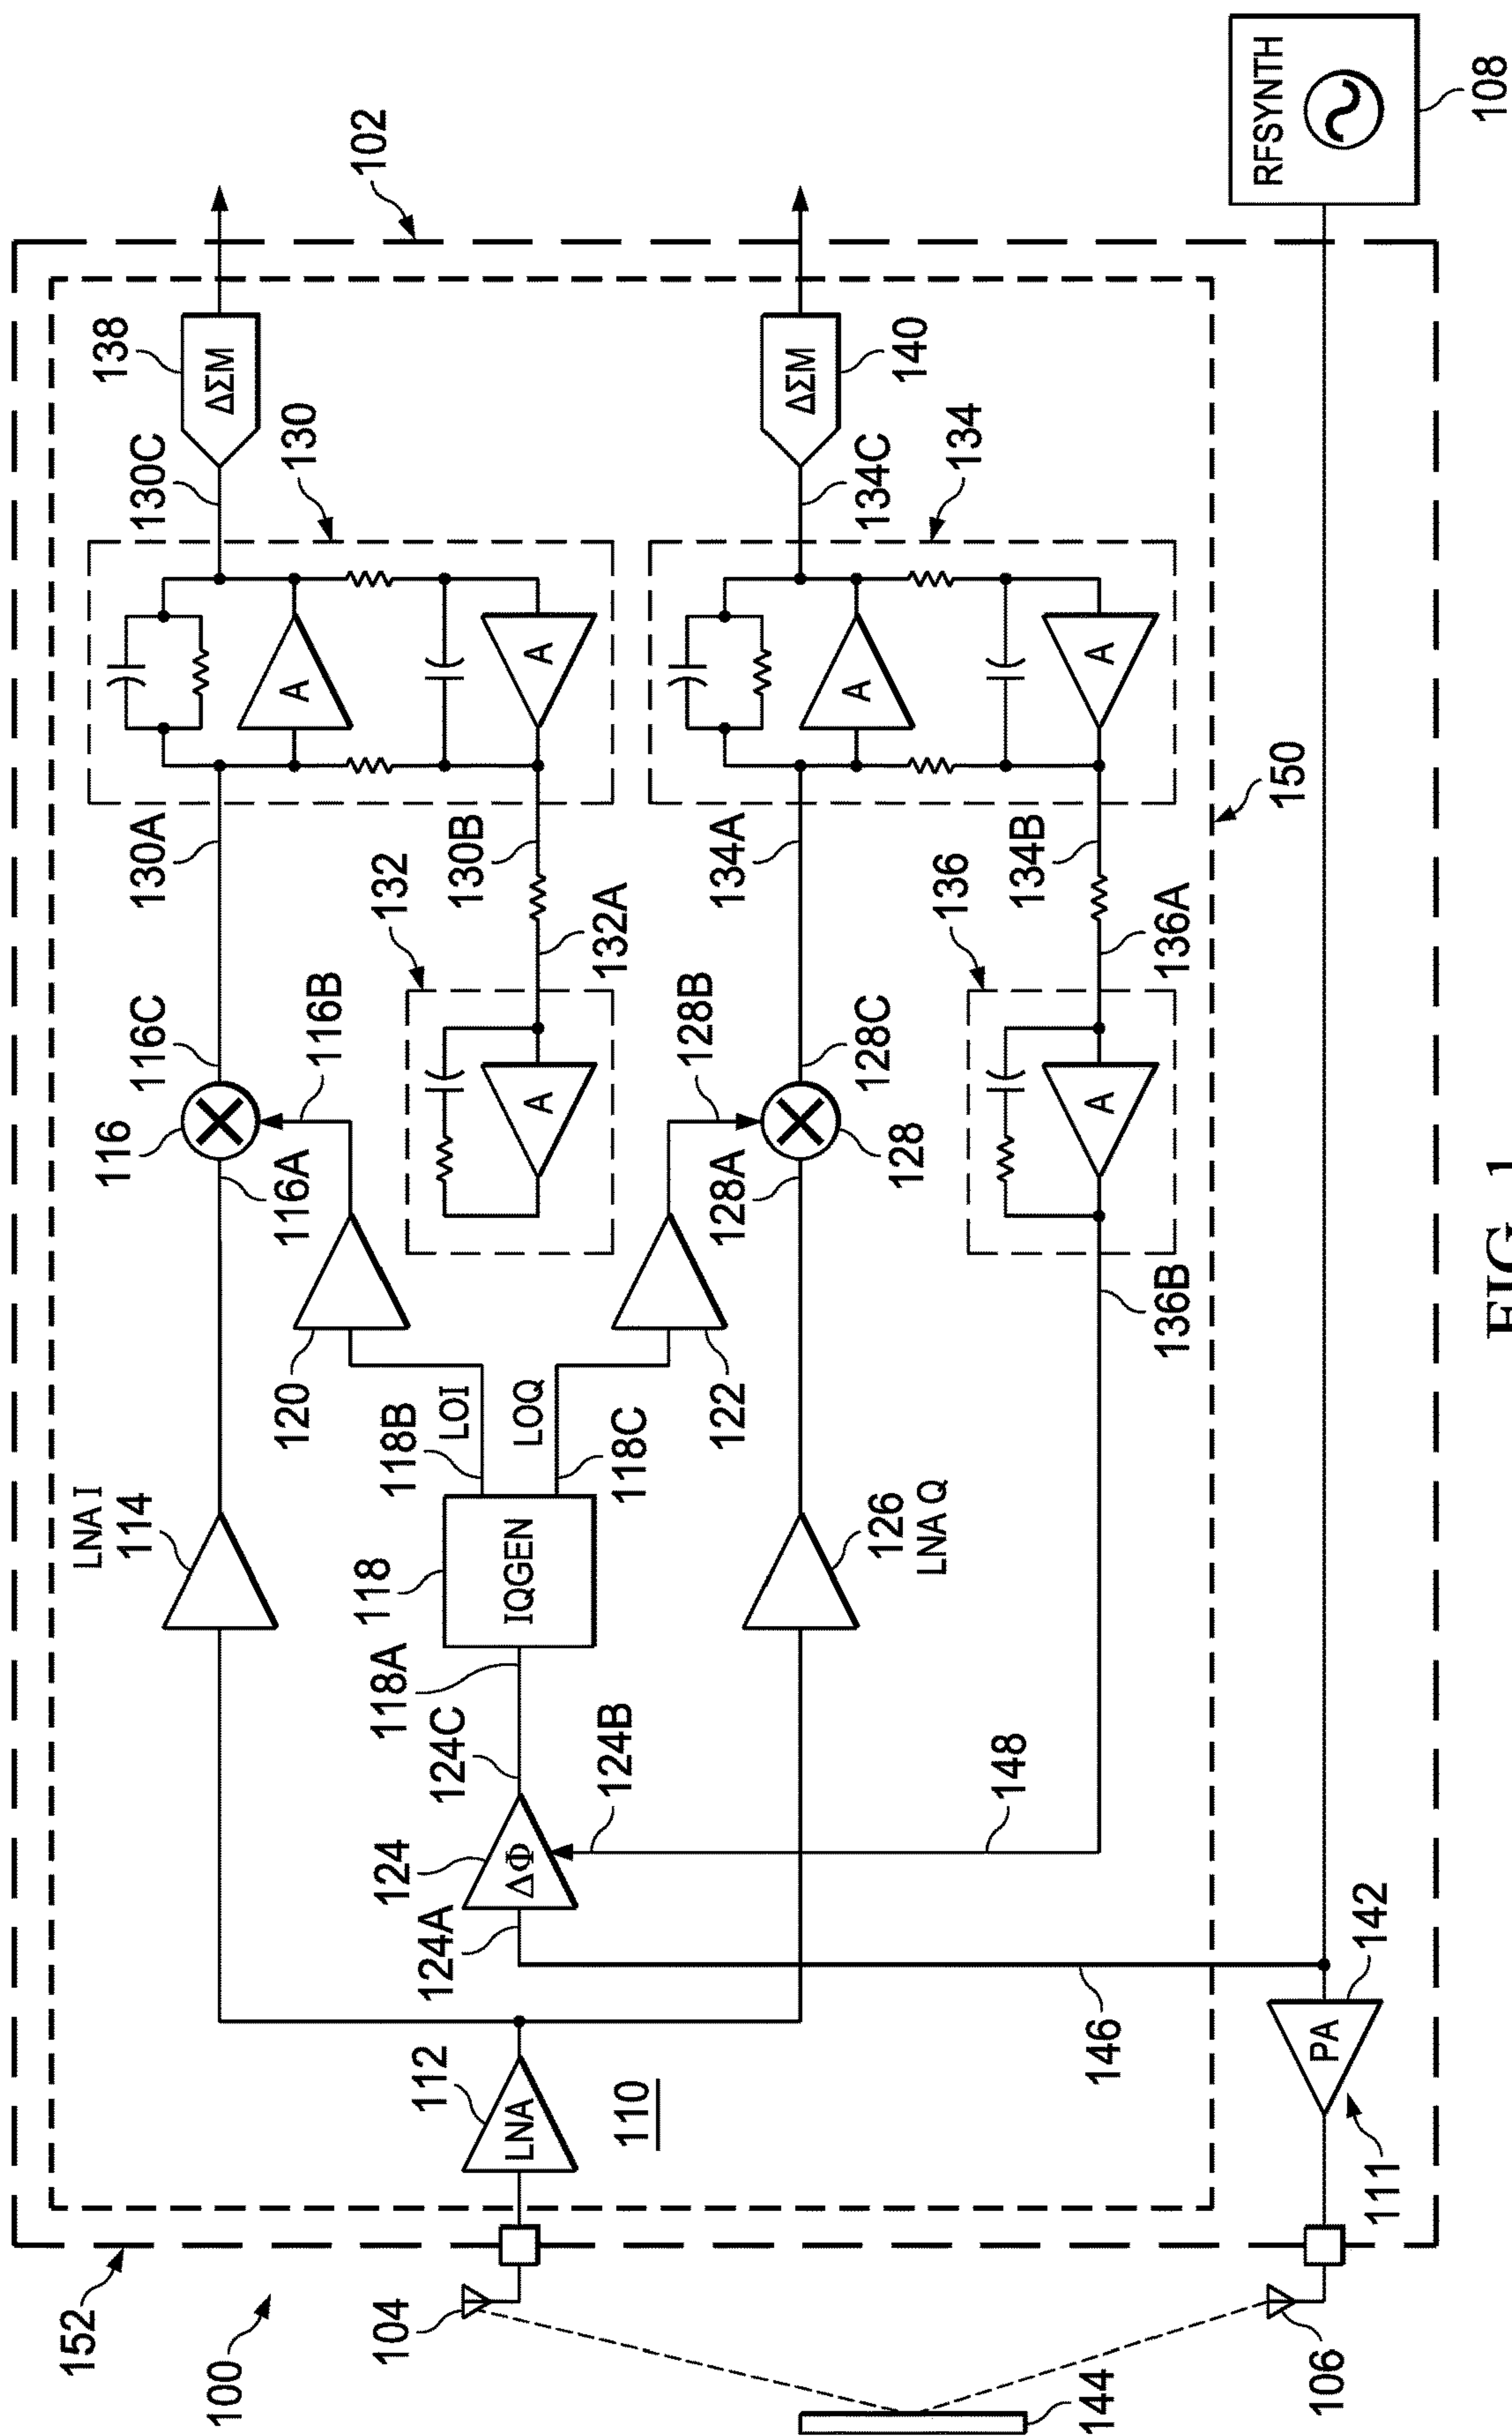 152
100
102
104
106
144
110
112
LNA
LNA I
114
116A
116
116C
130A
130
130C
138
ΔΣM
A
A
120
116B
132
A
132A
130B
124A
124
ΔΦ
124C
124B
118A
118
IQGEN
118B
LOI
LOQ
118C
122
128B
126
LNA Q
128A
128
128C
134A
134
134C
140
ΔΣM
A
A
134B
136
136A
A
136B
148
146
150
111
PA
142
RFSYNTH
108
FIG. 1